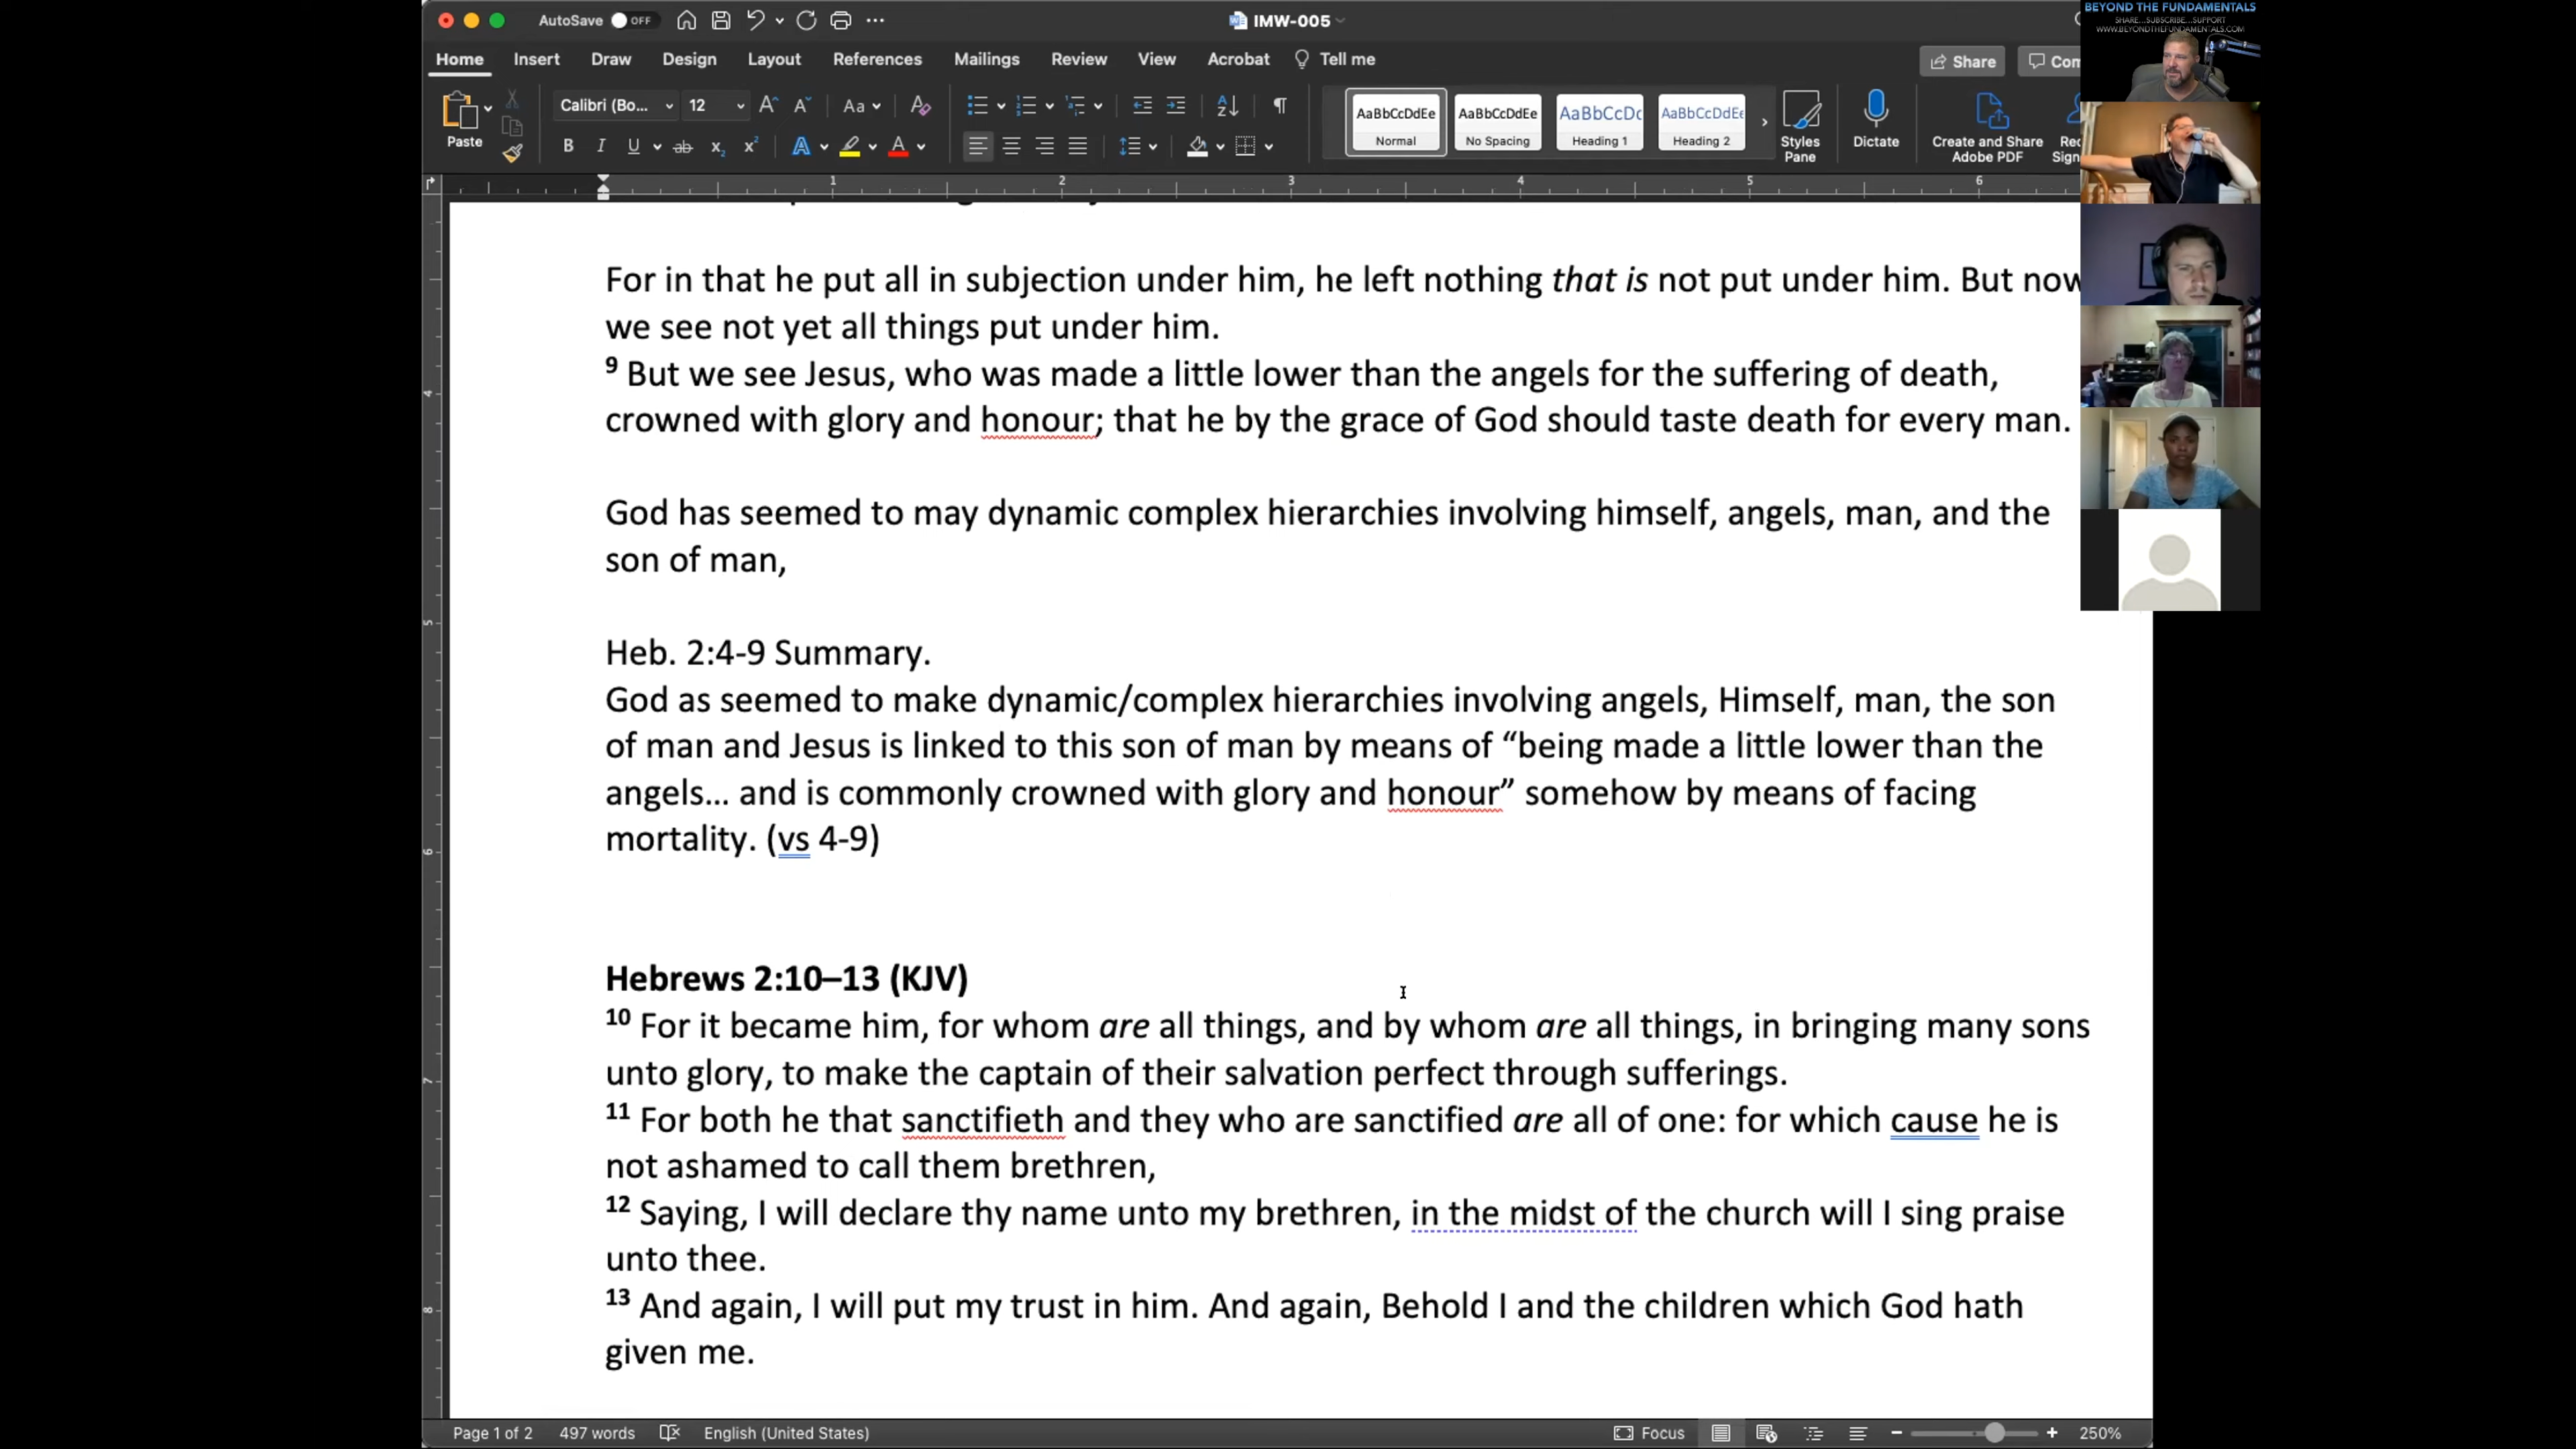 AutoSave OFF IMW-005
BEYOND THE FUNDAMENTALS
SHARE...SUBSCRIBE...SUPPORT
WWW.BEYONDTHEFUNDAMENTALS.COM
Home Insert Draw Design Layout References Mailings Review View Acrobat Tell me Share
Calibri (Bo... 12
Paste
AaBbCcDdEe AaBbCcDdEe AaBbCcDc AaBbCcDdEe
Normal No Spacing Heading 1 Heading 2
Styles
Pane
Dictate
Create and Share
Adobe PDF
1 2 3 4 5 6
For in that he put all in subjection under him, he left nothing that is not put under him. But now
we see not yet all things put under him.
9 But we see Jesus, who was made a little lower than the angels for the suffering of death,
crowned with glory and honour; that he by the grace of God should taste death for every man.
God has seemed to may dynamic complex hierarchies involving himself, angels, man, and the
son of man,
Heb. 2:4-9 Summary.
God as seemed to make dynamic/complex hierarchies involving angels, Himself, man, the son
of man and Jesus is linked to this son of man by means of “being made a little lower than the
angels… and is commonly crowned with glory and honour” somehow by means of facing
mortality. (vs 4-9)
Hebrews 2:10–13 (KJV)
10 For it became him, for whom are all things, and by whom are all things, in bringing many sons
unto glory, to make the captain of their salvation perfect through sufferings.
11 For both he that sanctifieth and they who are sanctified are all of one: for which cause he is
not ashamed to call them brethren,
12 Saying, I will declare thy name unto my brethren, in the midst of the church will I sing praise
unto thee.
13 And again, I will put my trust in him. And again, Behold I and the children which God hath
given me.
Page 1 of 2 497 words English (United States) Focus 250%